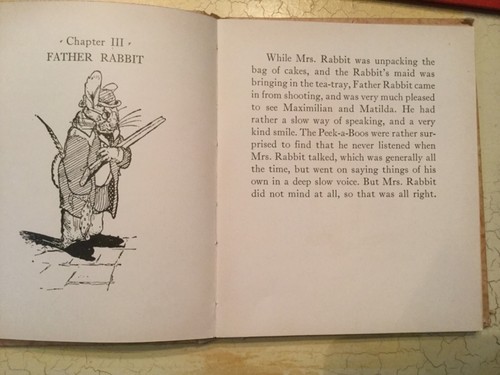 · Chapter III ·
FATHER RABBIT
While Mrs. Rabbit was unpacking the
bag of cakes, and the Rabbit's maid was
bringing in the tea-tray, Father Rabbit came
in from shooting, and was very much pleased
to see Maximilian and Matilda. He had
rather a slow way of speaking, and a very
kind smile. The Peek-a-Boos were rather sur-
prised to find that he never listened when
Mrs. Rabbit talked, which was generally all
the time, but went on saying things of his
own in a deep slow voice. But Mrs. Rabbit
did not mind at all, so that was all right.